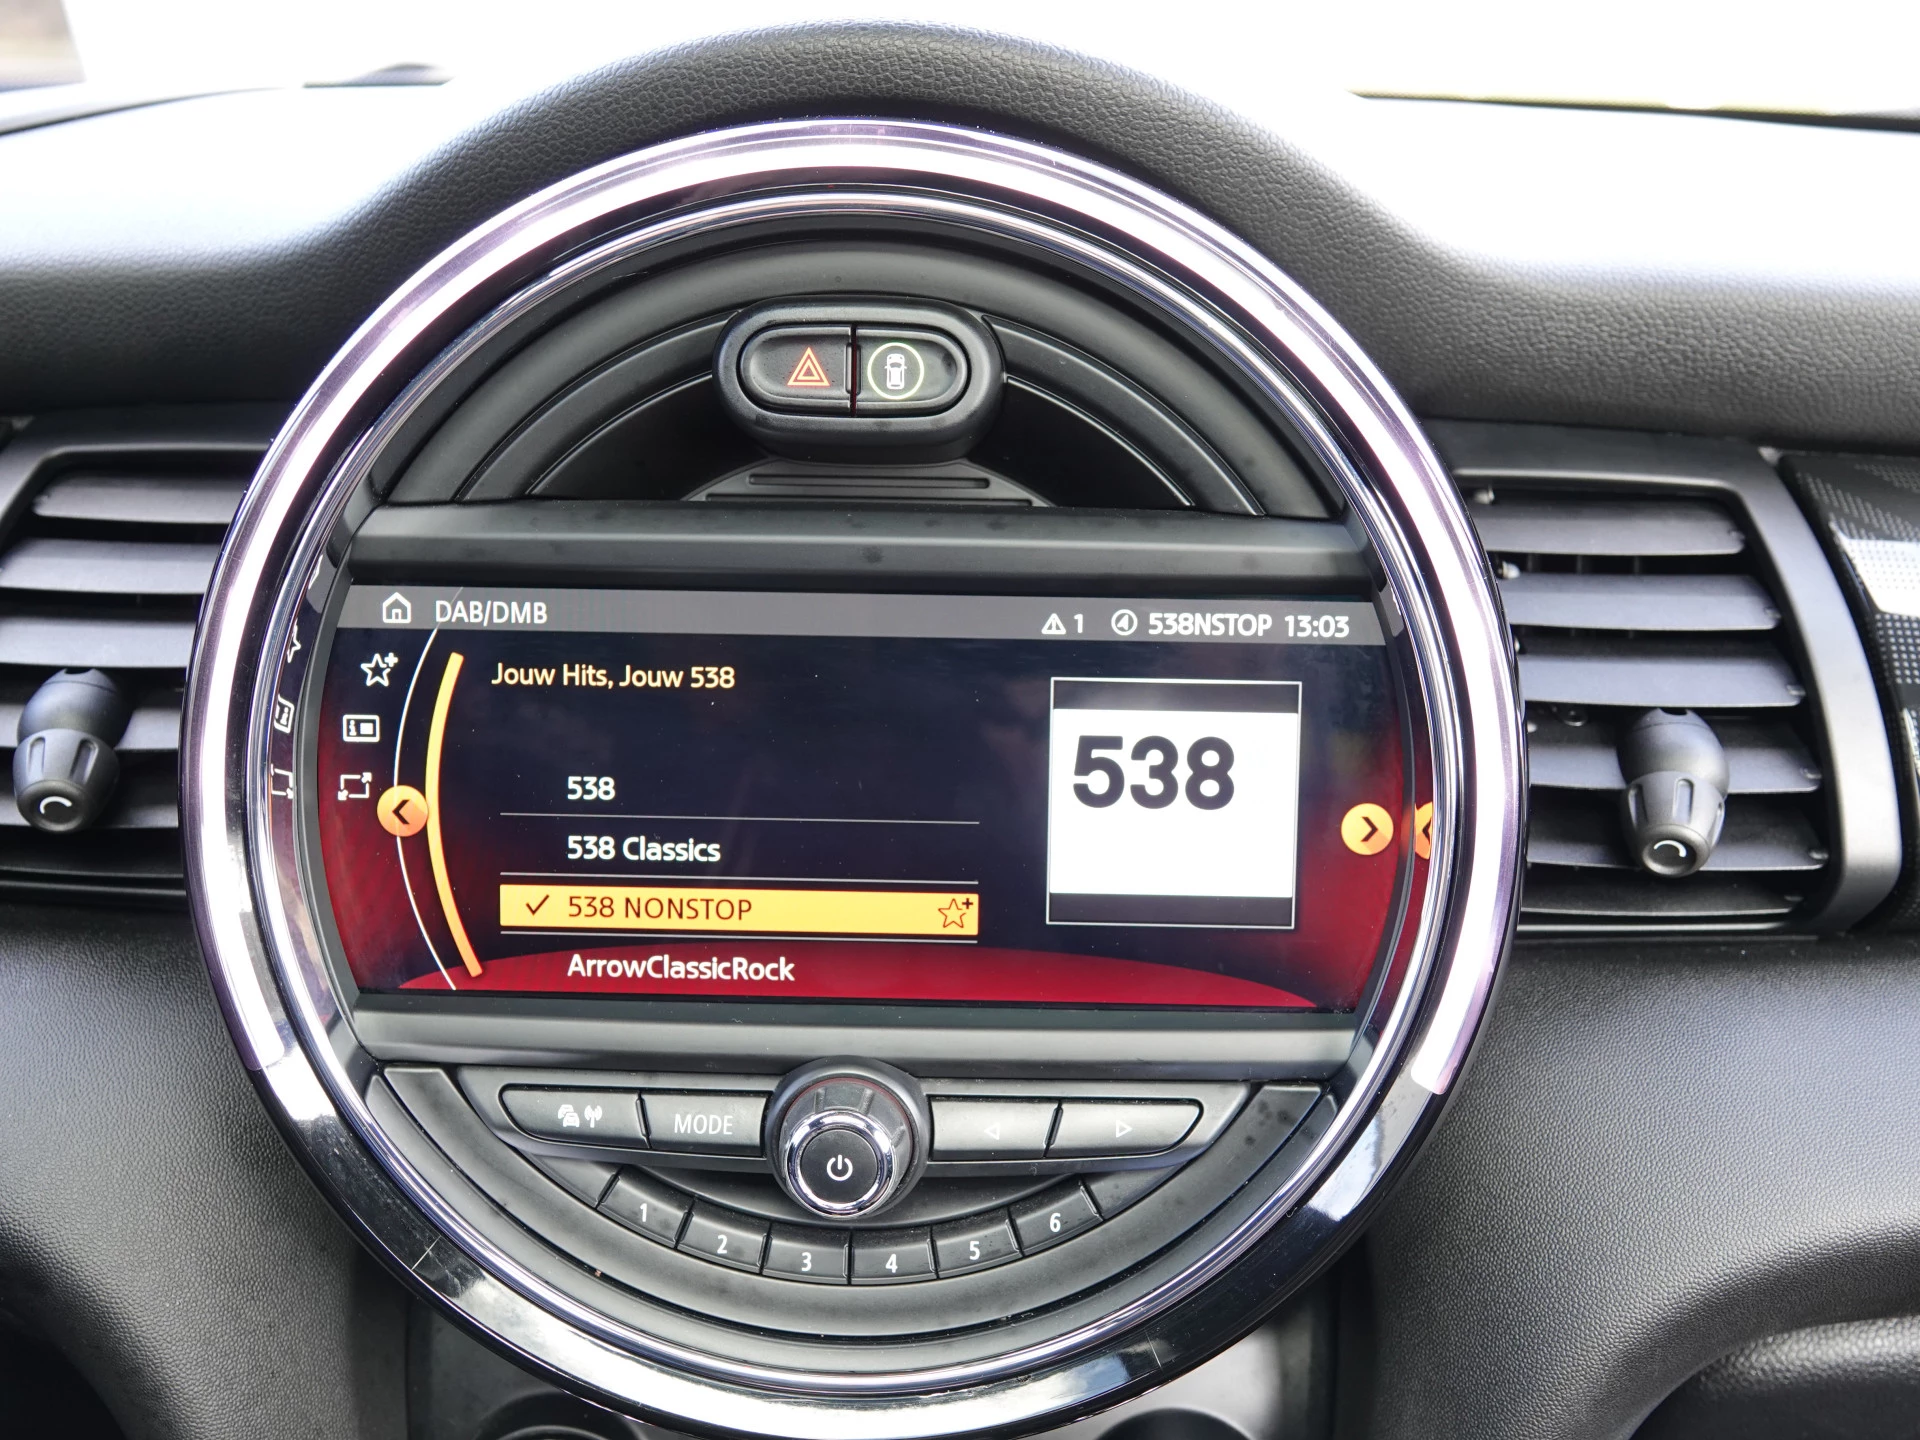 DAB/DMB
1 538NSTOP 13:03
Jouw Hits, Jouw 538
538
538 Classics
538 NONSTOP
ArrowClassicRock
538
MODE
1
2
3
4
5
6